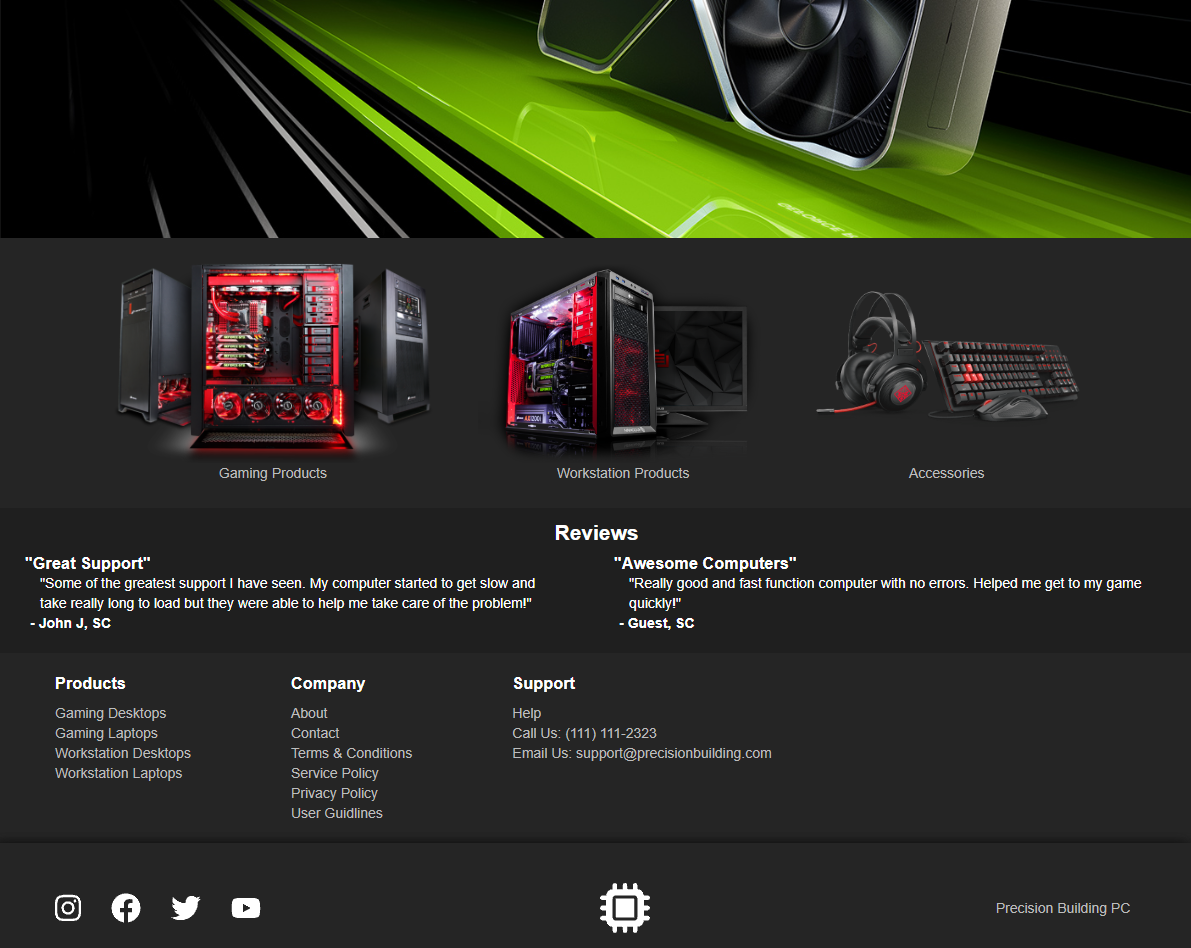 Gaming Products
Workstation Products
Accessories
Reviews
"Great Support"
"Some of the greatest support I have seen. My computer started to get slow and
take really long to load but they were able to help me take care of the problem!"
- John J, SC
"Awesome Computers"
"Really good and fast function computer with no errors. Helped me get to my game
quickly!"
- Guest, SC
Products
Gaming Desktops
Gaming Laptops
Workstation Desktops
Workstation Laptops
Company
About
Contact
Terms & Conditions
Service Policy
Privacy Policy
User Guidlines
Support
Help
Call Us: (111) 111-2323
Email Us: support@precisionbuilding.com
Precision Building PC